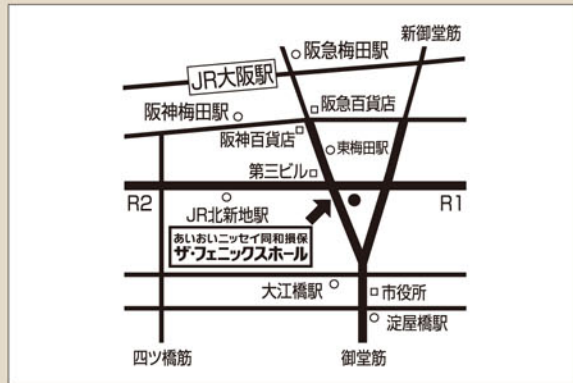 新御堂筋
阪急梅田駅
JR大阪駅
阪急百貨店
阪神梅田駅
阪神百貨店
東梅田駅
第三ビル
R2
R1
JR北新地駅
あいおいニッセイ同和損保
ザ・フェニックスホール
大江橋駅
市役所
淀屋橋駅
四ツ橋筋
御堂筋